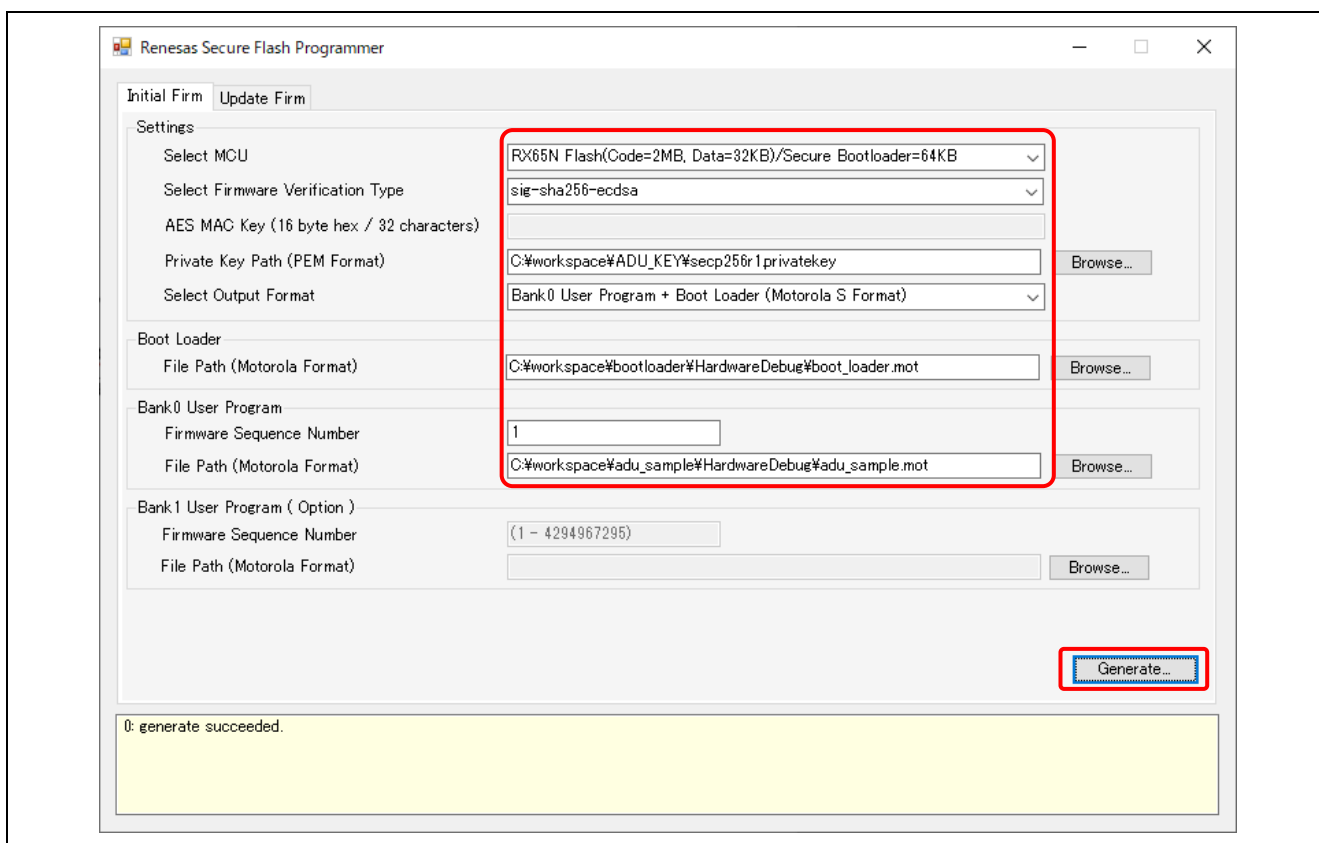 Renesas Secure Flash Programmer
Initial Firm Update Firm
Settings
Select MCU RX65N Flash(Code=2MB, Data=32KB)/Secure Bootloader=64KB
Select Firmware Verification Type sig-sha256-ecdsa
AES MAC Key (16 byte hex / 32 characters)
Private Key Path (PEM Format) C:¥workspace¥ADU_KEY¥secp256r1.privatekey Browse...
Select Output Format Bank0 User Program + Boot Loader (Motorola S Format)
Boot Loader
File Path (Motorola Format) C:¥workspace¥bootloader¥HardwareDebug¥boot_loader.mot Browse...
Bank0 User Program
Firmware Sequence Number 1
File Path (Motorola Format) C:¥workspace¥adu_sample¥HardwareDebug¥adu_sample.mot Browse...
Bank1 User Program ( Option )
Firmware Sequence Number (1 - 4294967295)
File Path (Motorola Format) Browse...
Generate...
0: generate succeeded.